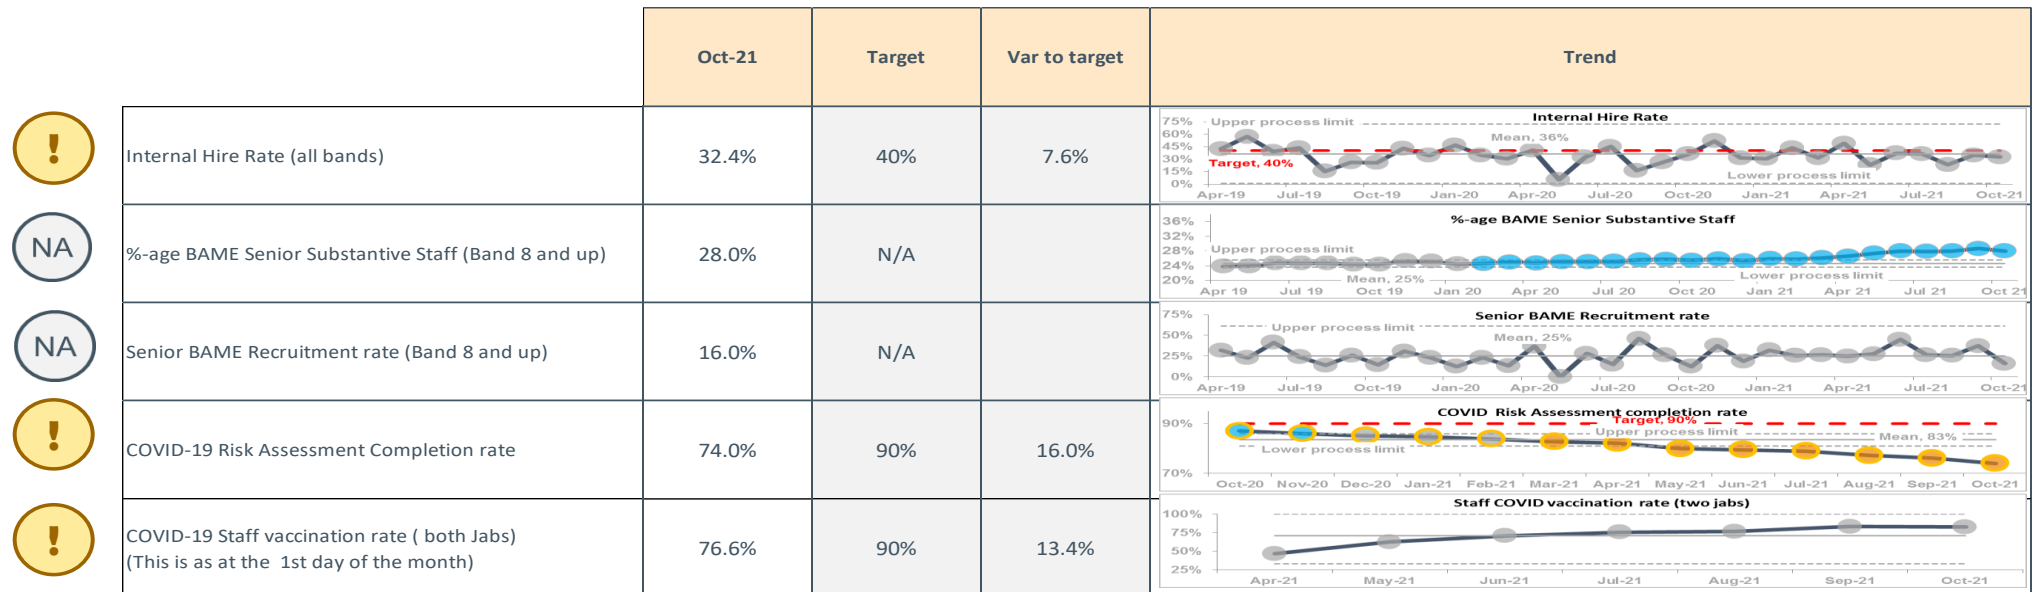 Oct-21 Target Var to target Trend
! Internal Hire Rate (all bands) 32.4% 40% 7.6%
Internal Hire Rate
75% 60% 45% 30% 15% 0%
Upper process limit
Mean, 36%
Target, 40%
Lower process limit
Apr-19 Jul-19 Oct-19 Jan-20 Apr-20 Jul-20 Oct-20 Jan-21 Apr-21 Jul-21 Oct-21
NA %-age BAME Senior Substantive Staff (Band 8 and up) 28.0% N/A
%-age BAME Senior Substantive Staff
36% 32% 28% 24% 20%
Upper process limit
Lower process limit
Mean, 25%
Apr 19 Jul 19 Oct 19 Jan 20 Apr 20 Jul 20 Oct 20 Jan 21 Apr 21 Jul 21 Oct 21
NA Senior BAME Recruitment rate (Band 8 and up) 16.0% N/A
Senior BAME Recruitment rate
75% 50% 25% 0%
Upper process limit
Mean, 25%
Apr-19 Jul-19 Oct-19 Jan-20 Apr-20 Jul-20 Oct-20 Jan-21 Apr-21 Jul-21 Oct-21
! COVID-19 Risk Assessment Completion rate 74.0% 90% 16.0%
COVID Risk Assessment completion rate
90% 70%
Target, 90%
Upper process limit
Mean, 83%
Lower process limit
Oct-20 Nov-20 Dec-20 Jan-21 Feb-21 Mar-21 Apr-21 May-21 Jun-21 Jul-21 Aug-21 Sep-21 Oct-21
! COVID-19 Staff vaccination rate ( both Jabs)
(This is as at the 1st day of the month) 76.6% 90% 13.4%
Staff COVID vaccination rate (two jabs)
100% 75% 50% 25%
Apr-21 May-21 Jun-21 Jul-21 Aug-21 Sep-21 Oct-21